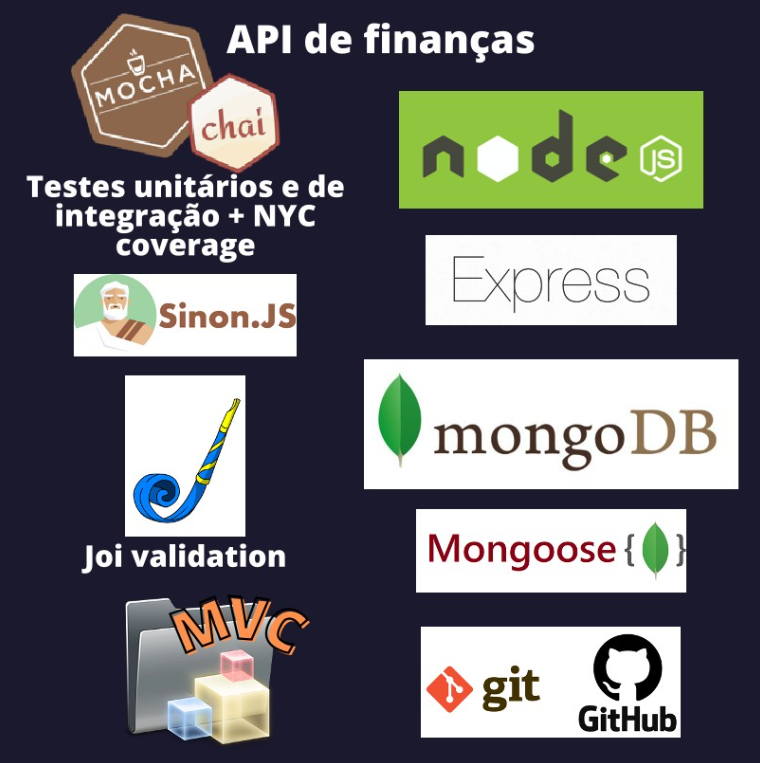 API de finanças
MOCHA
chai
Testes unitários e de
integração + NYC
coverage
Sinon.JS
Joi validation
MVC
node
JS
Express
mongoDB
Mongoose { }
git
GitHub